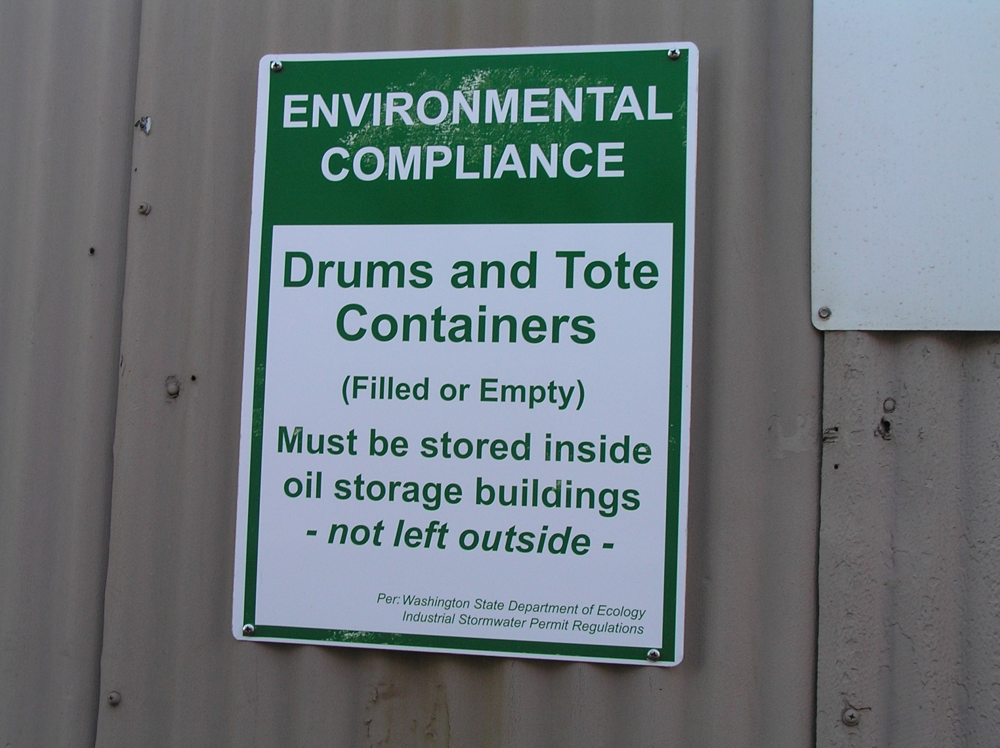 ENVIRONMENTAL
COMPLIANCE
Drums and Tote
Containers
(Filled or Empty)
Must be stored inside
oil storage buildings
- not left outside -
Per: Washington State Department of Ecology
Industrial Stormwater Permit Regulations